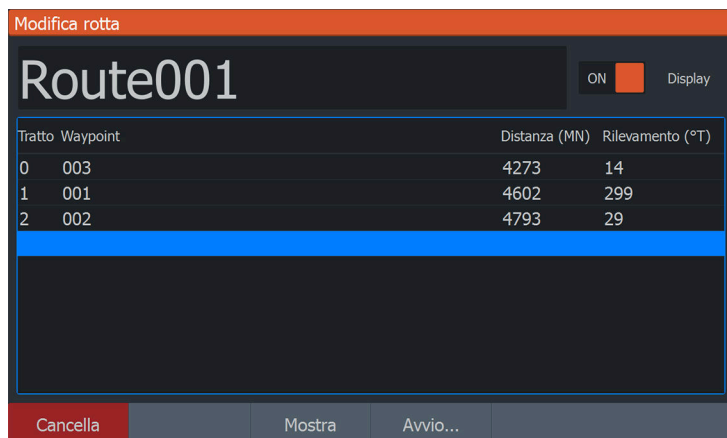 Modifica rotta
Route001
ON Display
Tratto Waypoint Distanza (MN) Rilevamento (°T)
0 003 4273 14
1 001 4602 299
2 002 4793 29
Cancella Mostra Avvio...